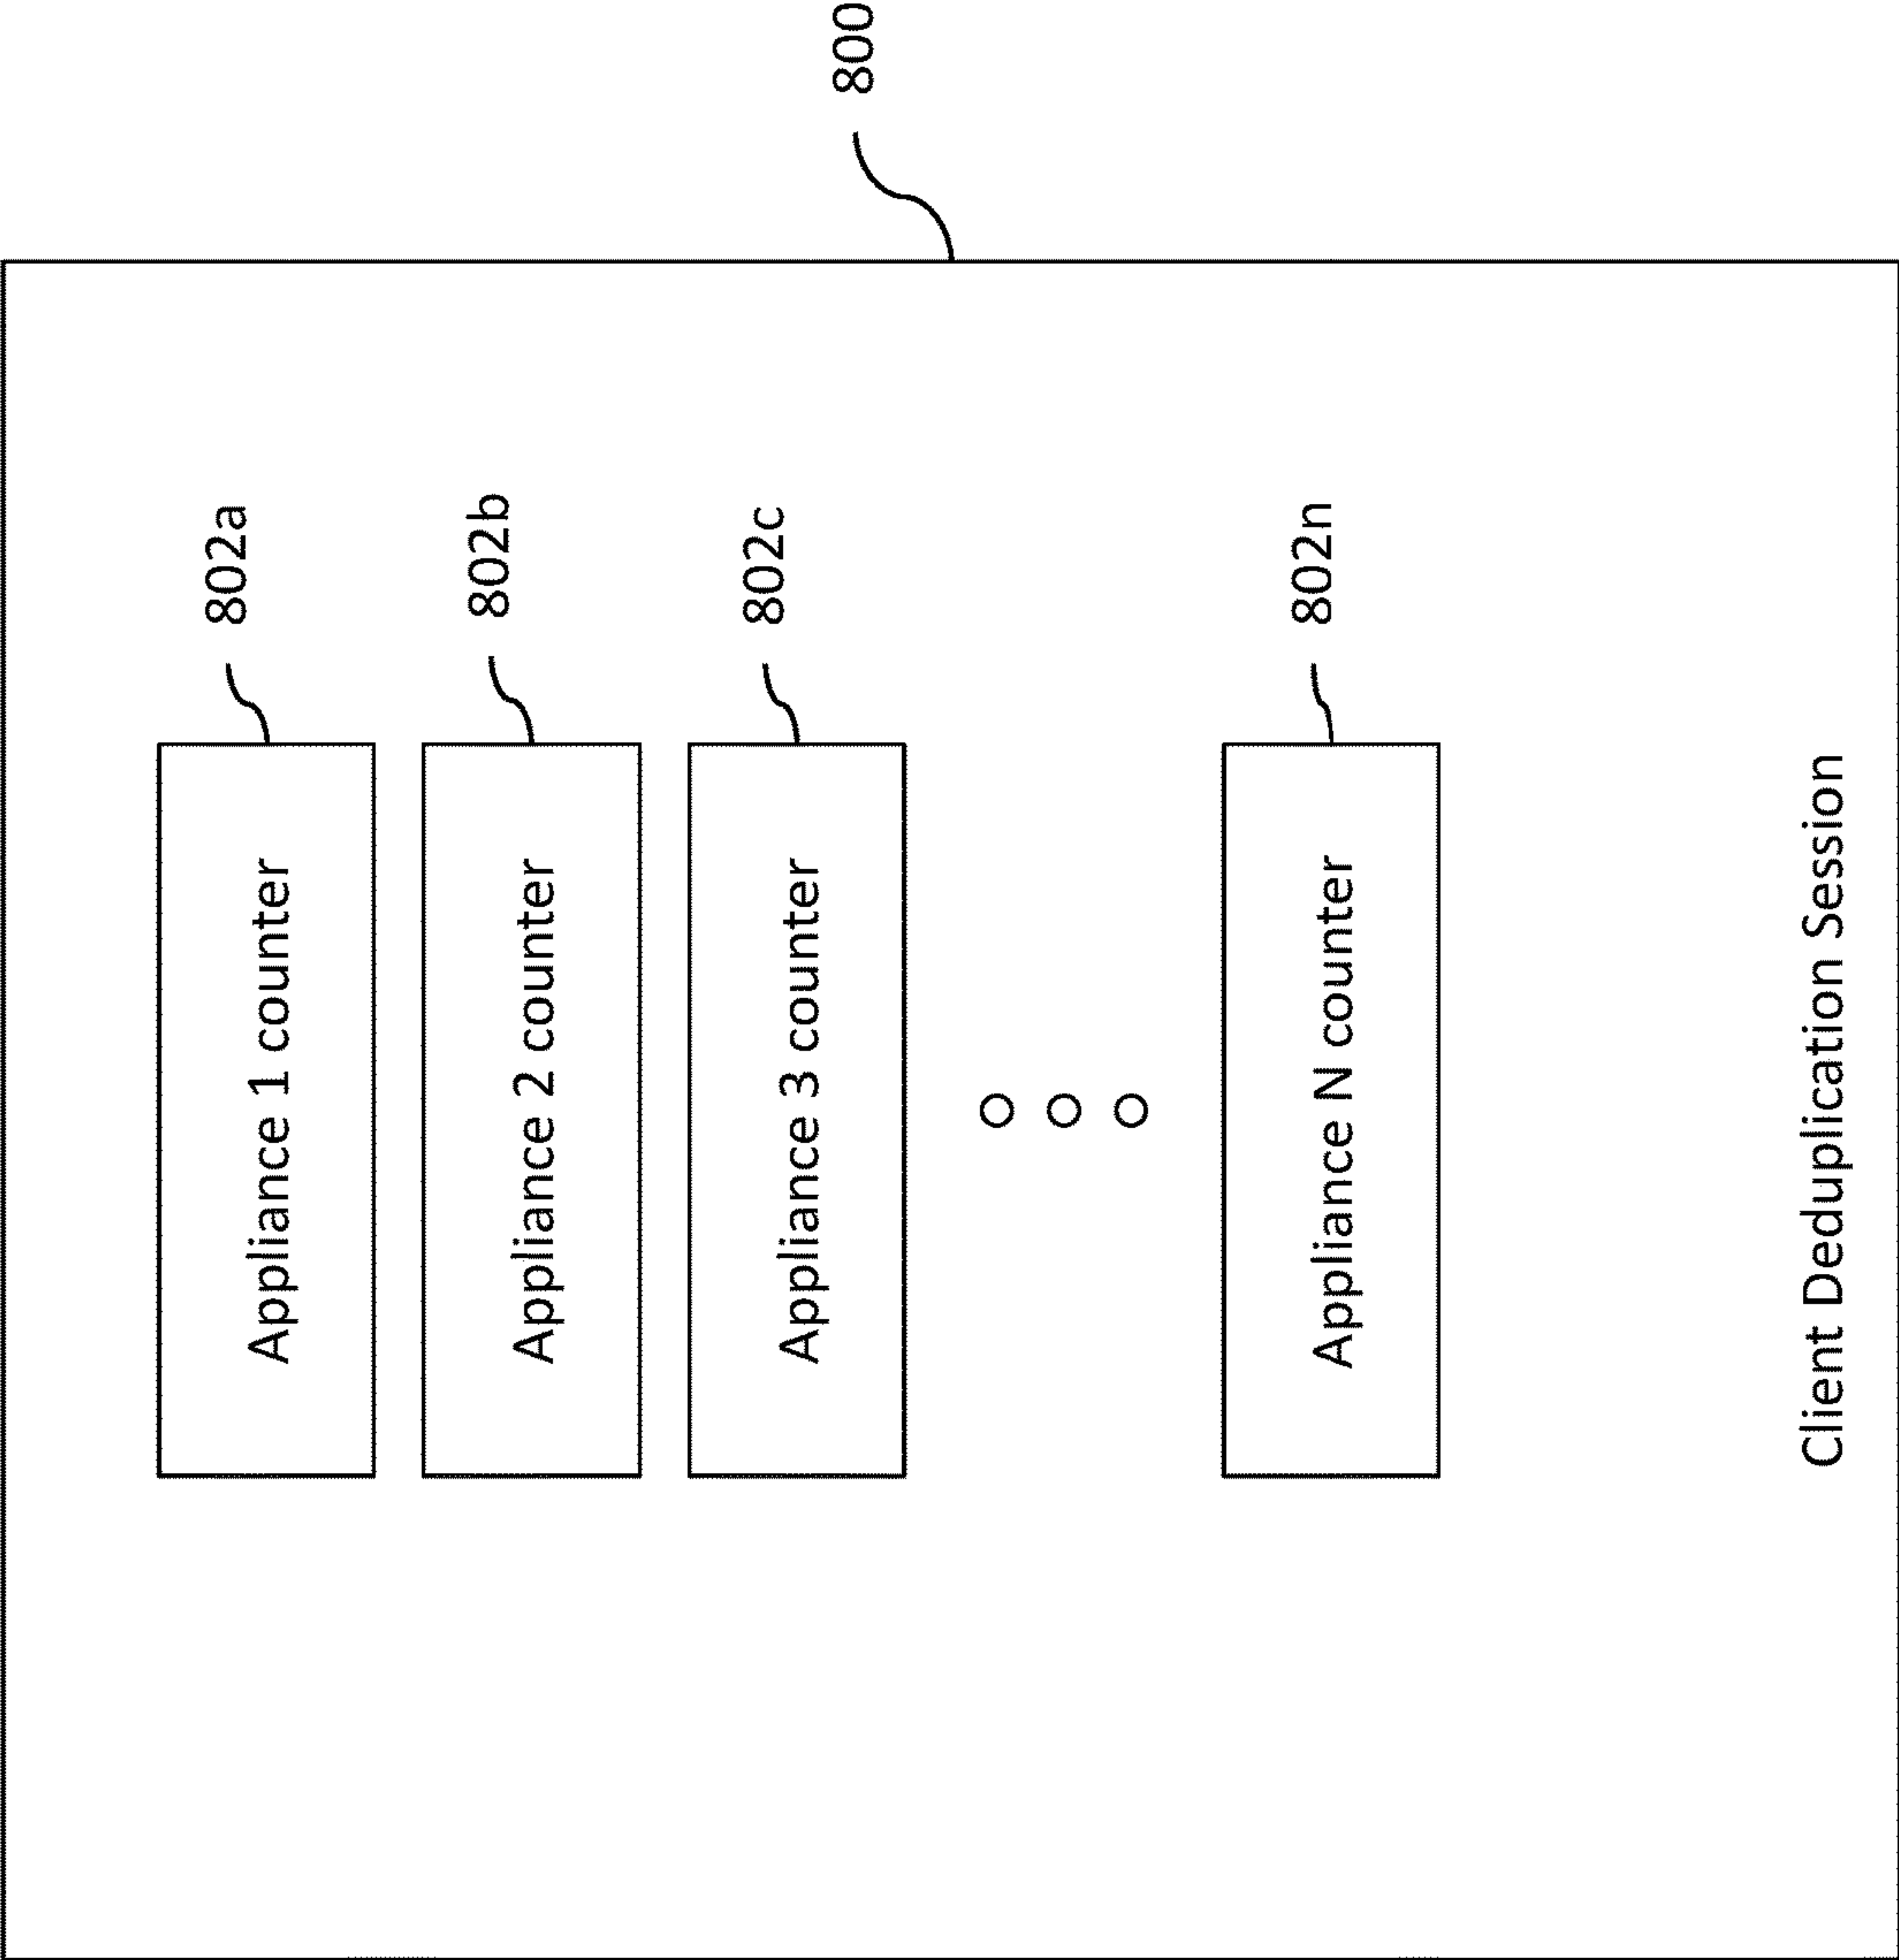 800
Appliance 1 counter
802a
Appliance 2 counter
802b
Appliance 3 counter
802c
Appliance N counter
802n
Client Deduplication Session